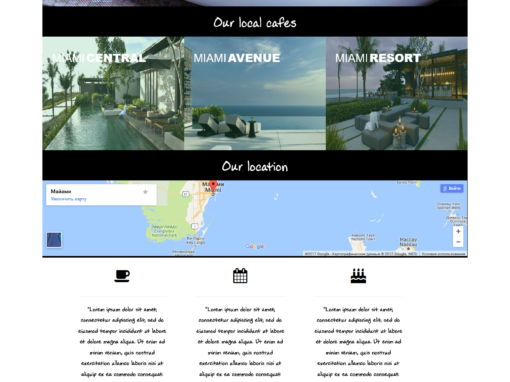 Our local cafes
MIAMI CENTRAL
MIAMI AVENUE
MIAMI RESORT
Our location
Майами
Увеличить карту
Войти
Miami
Google
Нассау
Nassau
"Lorem ipsum dolor sit amet,
consectetur adipiscing elit, sed do
eiusmod tempor incididunt ut labore
et dolore magna aliqua. Ut enim ad
minim veniam, quis nostrud
exercitation ullamco laboris nisi ut
aliquip ex ea commodo consequat.
"Lorem ipsum dolor sit amet,
consectetur adipiscing elit, sed do
eiusmod tempor incididunt ut labore
et dolore magna aliqua. Ut enim ad
minim veniam, quis nostrud
exercitation ullamco laboris nisi ut
aliquip ex ea commodo consequat.
"Lorem ipsum dolor sit amet,
consectetur adipiscing elit, sed do
eiusmod tempor incididunt ut labore
et dolore magna aliqua. Ut enim ad
minim veniam, quis nostrud
exercitation ullamco laboris nisi ut
aliquip ex ea commodo consequat.